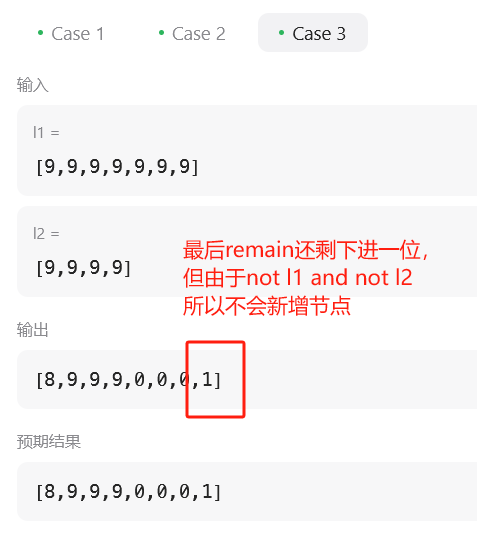 Case 1 Case 2 Case 3
输入
l1 =
[9,9,9,9,9,9,9]
l2 =
[9,9,9,9]
最后remain还剩下进一位，
但由于not l1 and not l2
所以不会新增节点
输出
[8,9,9,9,0,0,0,1]
预期结果
[8,9,9,9,0,0,0,1]